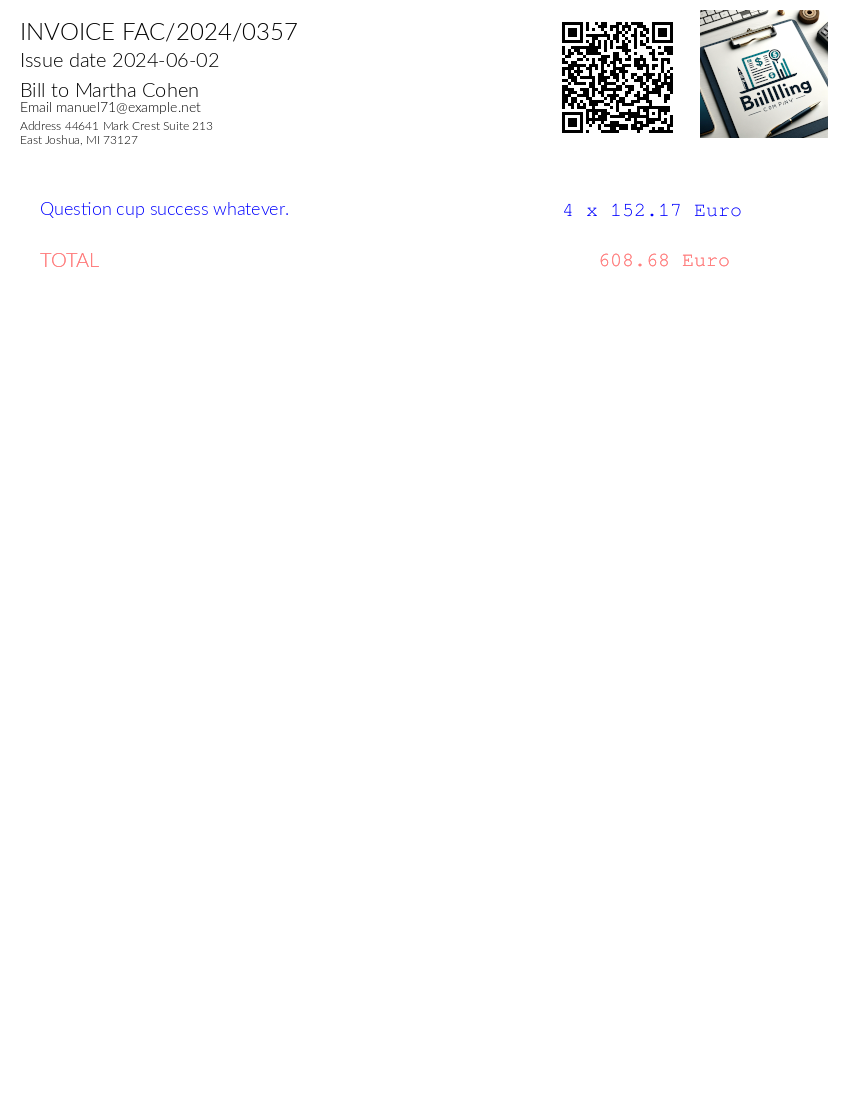 INVOICE FAC/2024/0357
Issue date 2024-06-02
Bill to Martha Cohen
Email manuel71@example.net
Address 44641 Mark Crest Suite 213
East Joshua, MI 73127
Biillling
COMPANY
Question cup success whatever. 4 x 152.17 Euro
TOTAL 608.68 Euro